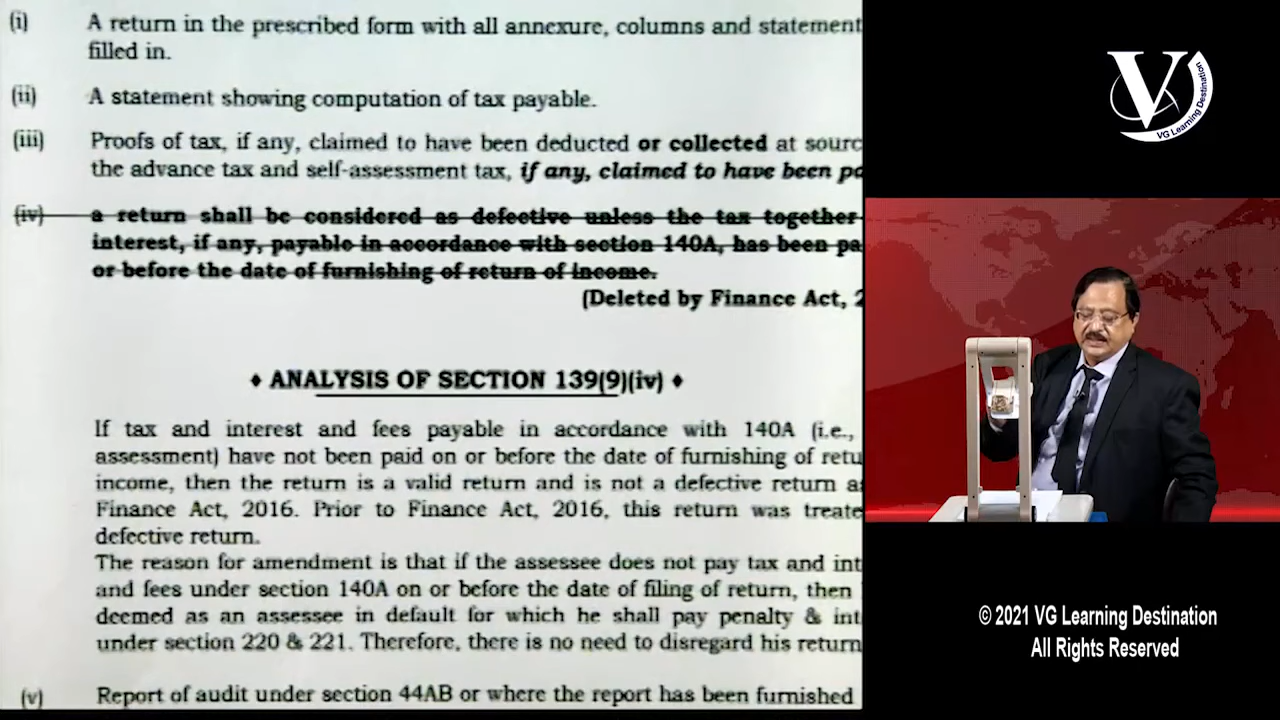 (i) A return in the prescribed form with all annexure, columns and statement
filled in.
(ii) A statement showing computation of tax payable.
(iii) Proofs of tax, if any, claimed to have been deducted or collected at sourc
the advance tax and self-assessment tax, if any, claimed to have been pa
(iv) a return shall be considered as defective unless the tax together
interest, if any, payable in accordance with section 140A, has been pa
or before the date of furnishing of return of income.
(Deleted by Finance Act, 2
♦ ANALYSIS OF SECTION 139(9)(iv) ♦
If tax and interest and fees payable in accordance with 140A (i.e.,
assessment) have not been paid on or before the date of furnishing of retu
income, then the return is a valid return and is not a defective return a
Finance Act, 2016. Prior to Finance Act, 2016, this return was treate
defective return.
The reason for amendment is that if the assessee does not pay tax and int
and fees under section 140A on or before the date of filing of return, then
deemed as an assessee in default for which he shall pay penalty & int
under section 220 & 221. Therefore, there is no need to disregard his return
(v) Report of audit under section 44AB or where the report has been furnished
V
VG Learning Destination
© 2021 VG Learning Destination
All Rights Reserved